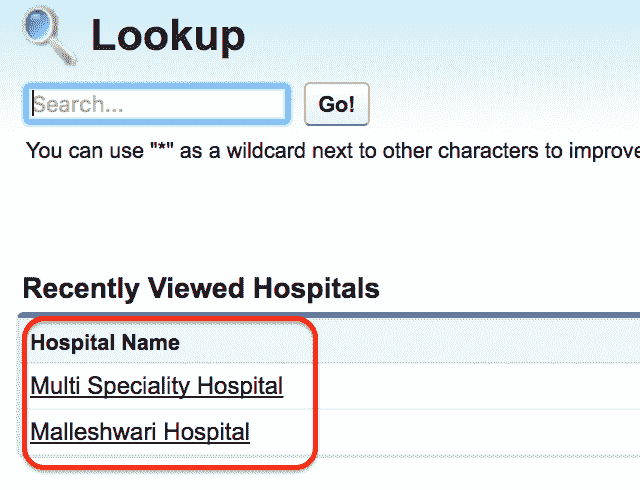 Lookup
Search...
Go!
You can use "*" as a wildcard next to other characters to improve
Recently Viewed Hospitals
Hospital Name
Multi Speciality Hospital
Malleshwari Hospital